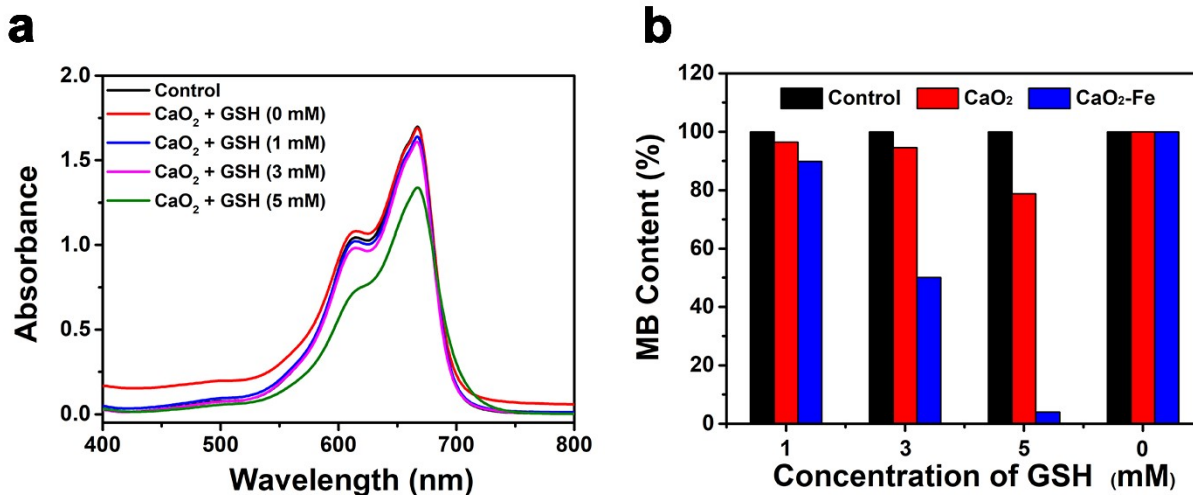 a
2.0
1.5
1.0
0.5
0.0
Absorbance
Control
CaO₂ + GSH (0 mM)
CaO₂ + GSH (1 mM)
CaO₂ + GSH (3 mM)
CaO₂ + GSH (5 mM)
400 500 600 700 800
Wavelength (nm)
b
120
100
80
60
40
20
0
MB Content (%)
Control CaO₂ CaO₂-Fe
1 3 5 0
Concentration of GSH (mM)